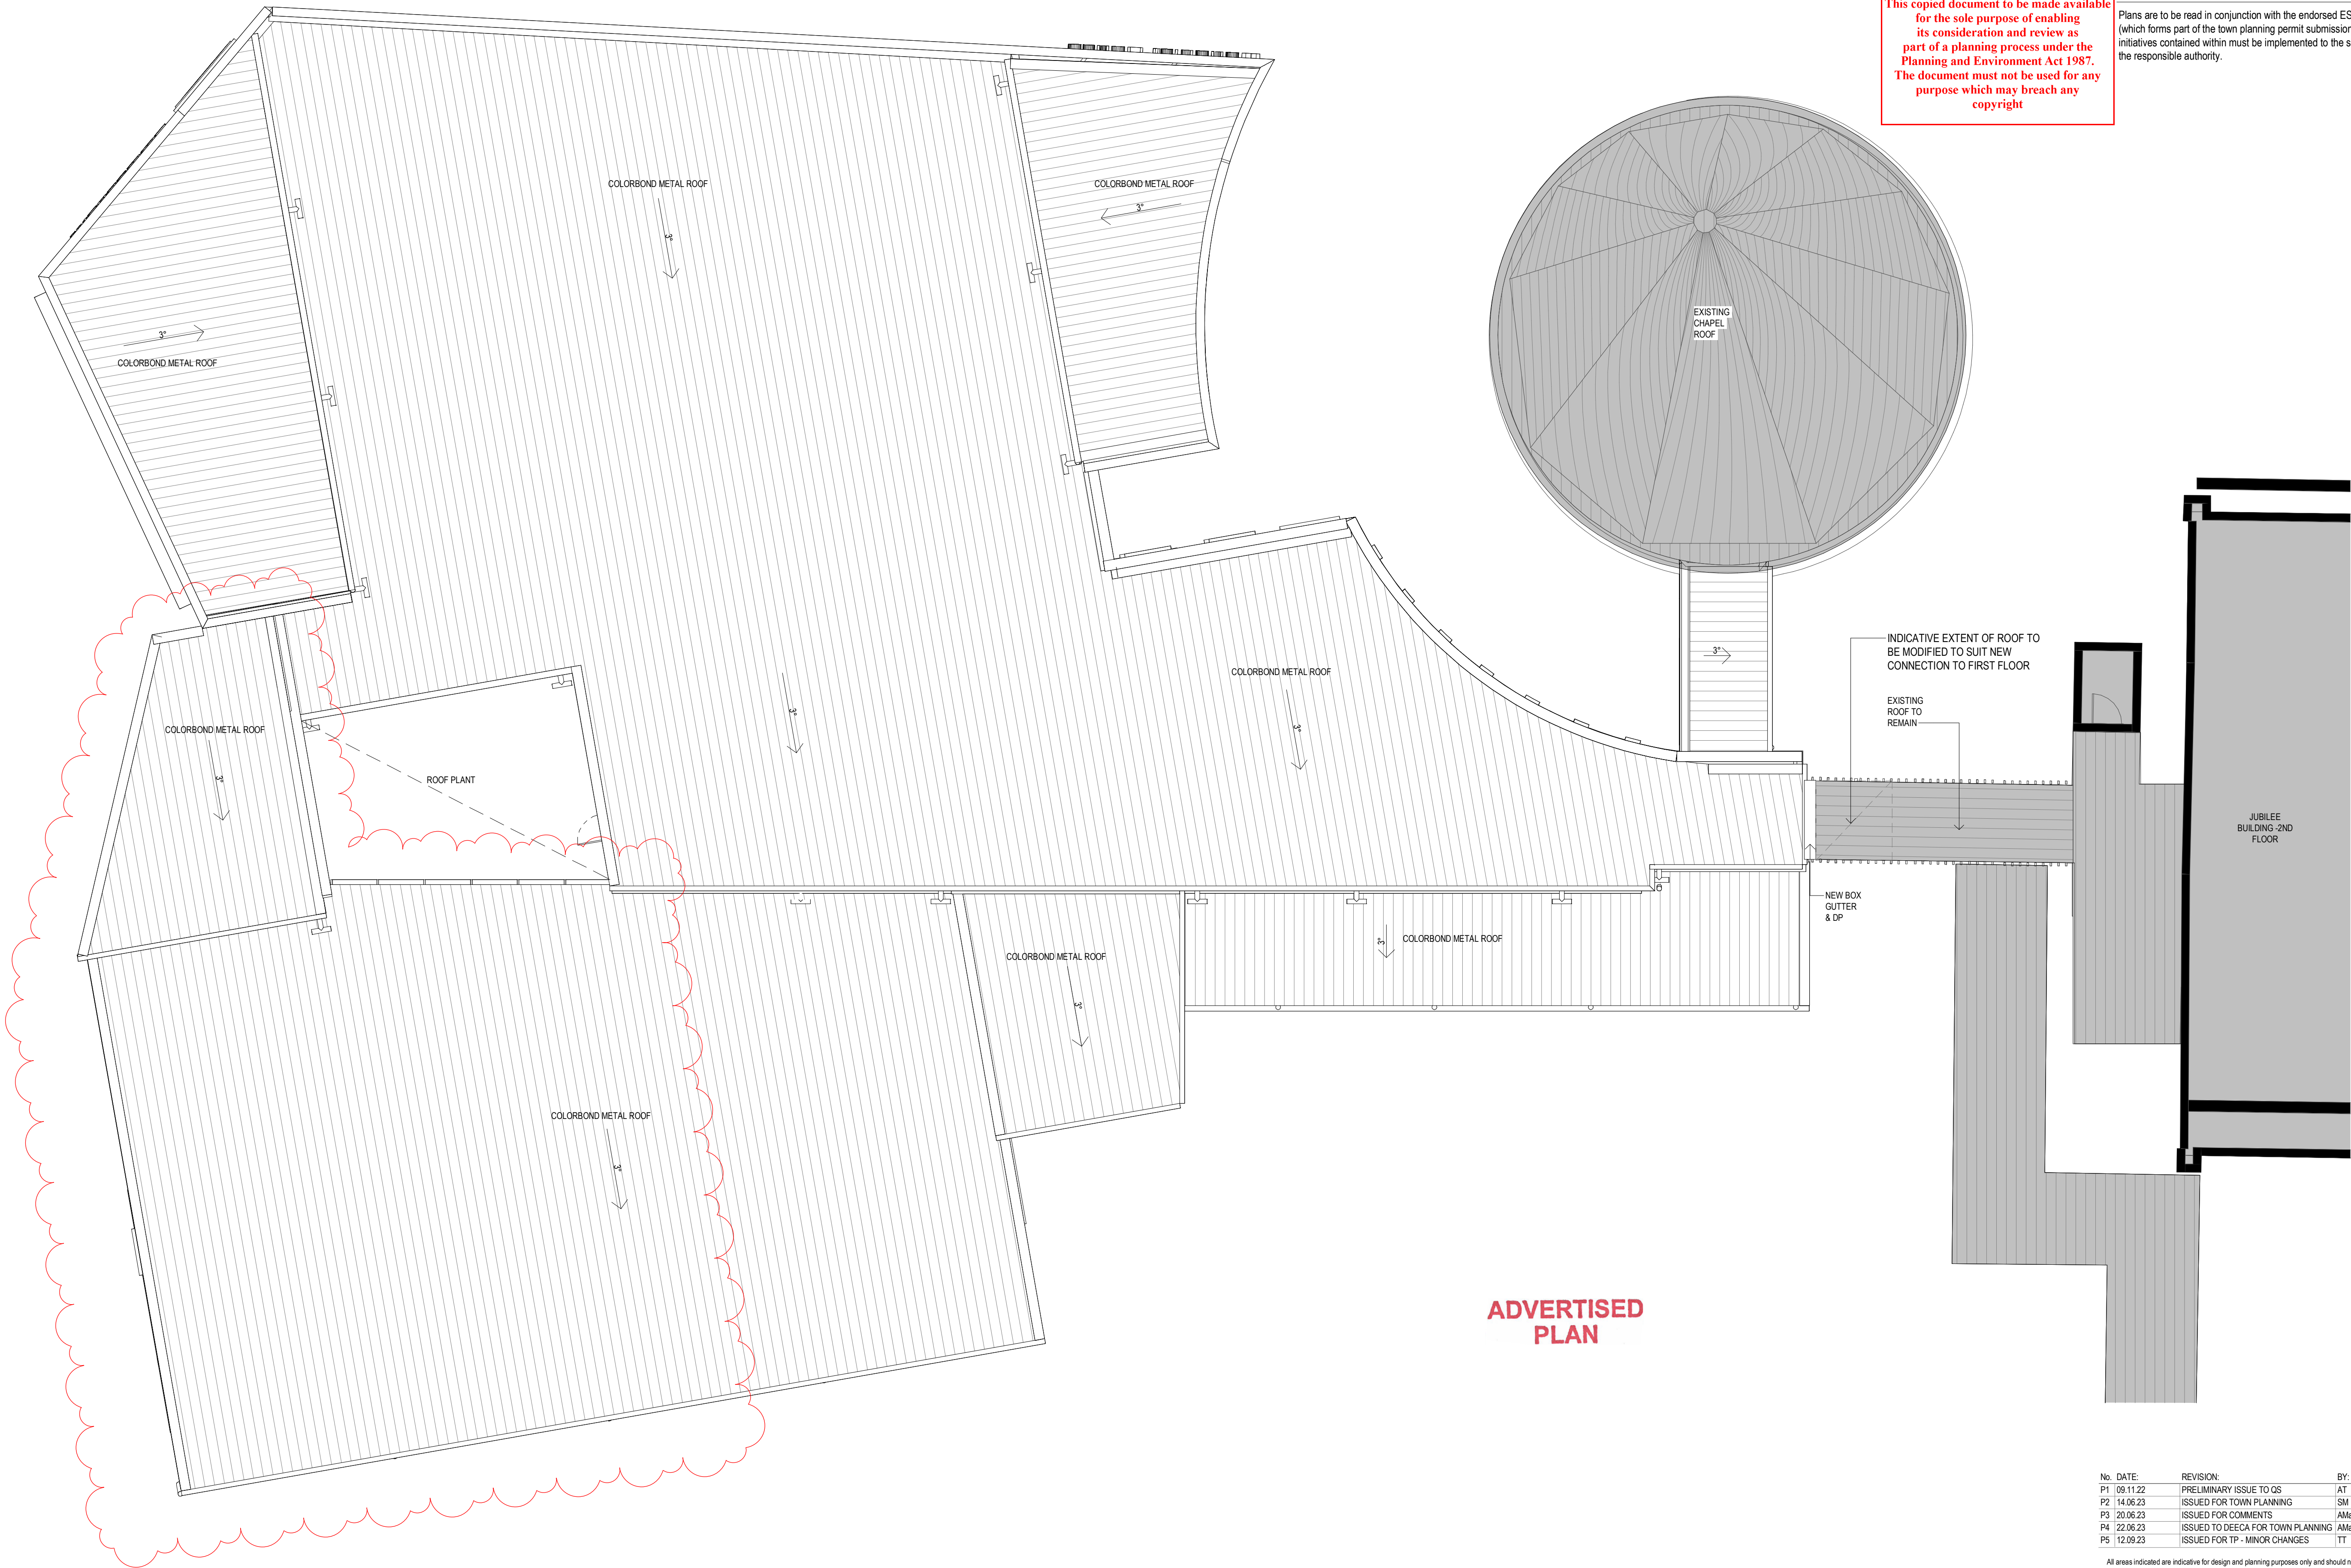 This copied document to be made available
for the sole purpose of enabling
its consideration and review as
part of a planning process under the
Planning and Environment Act 1987.
The document must not be used for any
purpose which may breach any
copyright
Plans are to be read in conjunction with the endorsed ES
(which forms part of the town planning permit submission
initiatives contained within must be implemented to the s
the responsible authority.
COLORBOND METAL ROOF
3°
COLORBOND METAL ROOF
3°
3°
COLORBOND METAL ROOF
EXISTING
CHAPEL
ROOF
INDICATIVE EXTENT OF ROOF TO
BE MODIFIED TO SUIT NEW
CONNECTION TO FIRST FLOOR
3°
EXISTING
ROOF TO
REMAIN
COLORBOND METAL ROOF
3°
COLORBOND METAL ROOF
3°
3°
ROOF PLANT
JUBILEE
BUILDING -2ND
FLOOR
NEW BOX
GUTTER
& DP
COLORBOND METAL ROOF
3°
COLORBOND METAL ROOF
3°
COLORBOND METAL ROOF
3°
ADVERTISED
PLAN
No. DATE: REVISION: BY:
P1 09.11.22 PRELIMINARY ISSUE TO QS AT
P2 14.06.23 ISSUED FOR TOWN PLANNING SM
P3 20.06.23 ISSUED FOR COMMENTS AMa
P4 22.06.23 ISSUED TO DEECA FOR TOWN PLANNING AMa
P5 12.09.23 ISSUED FOR TP - MINOR CHANGES TT
All areas indicated are indicative for design and planning purposes only and should